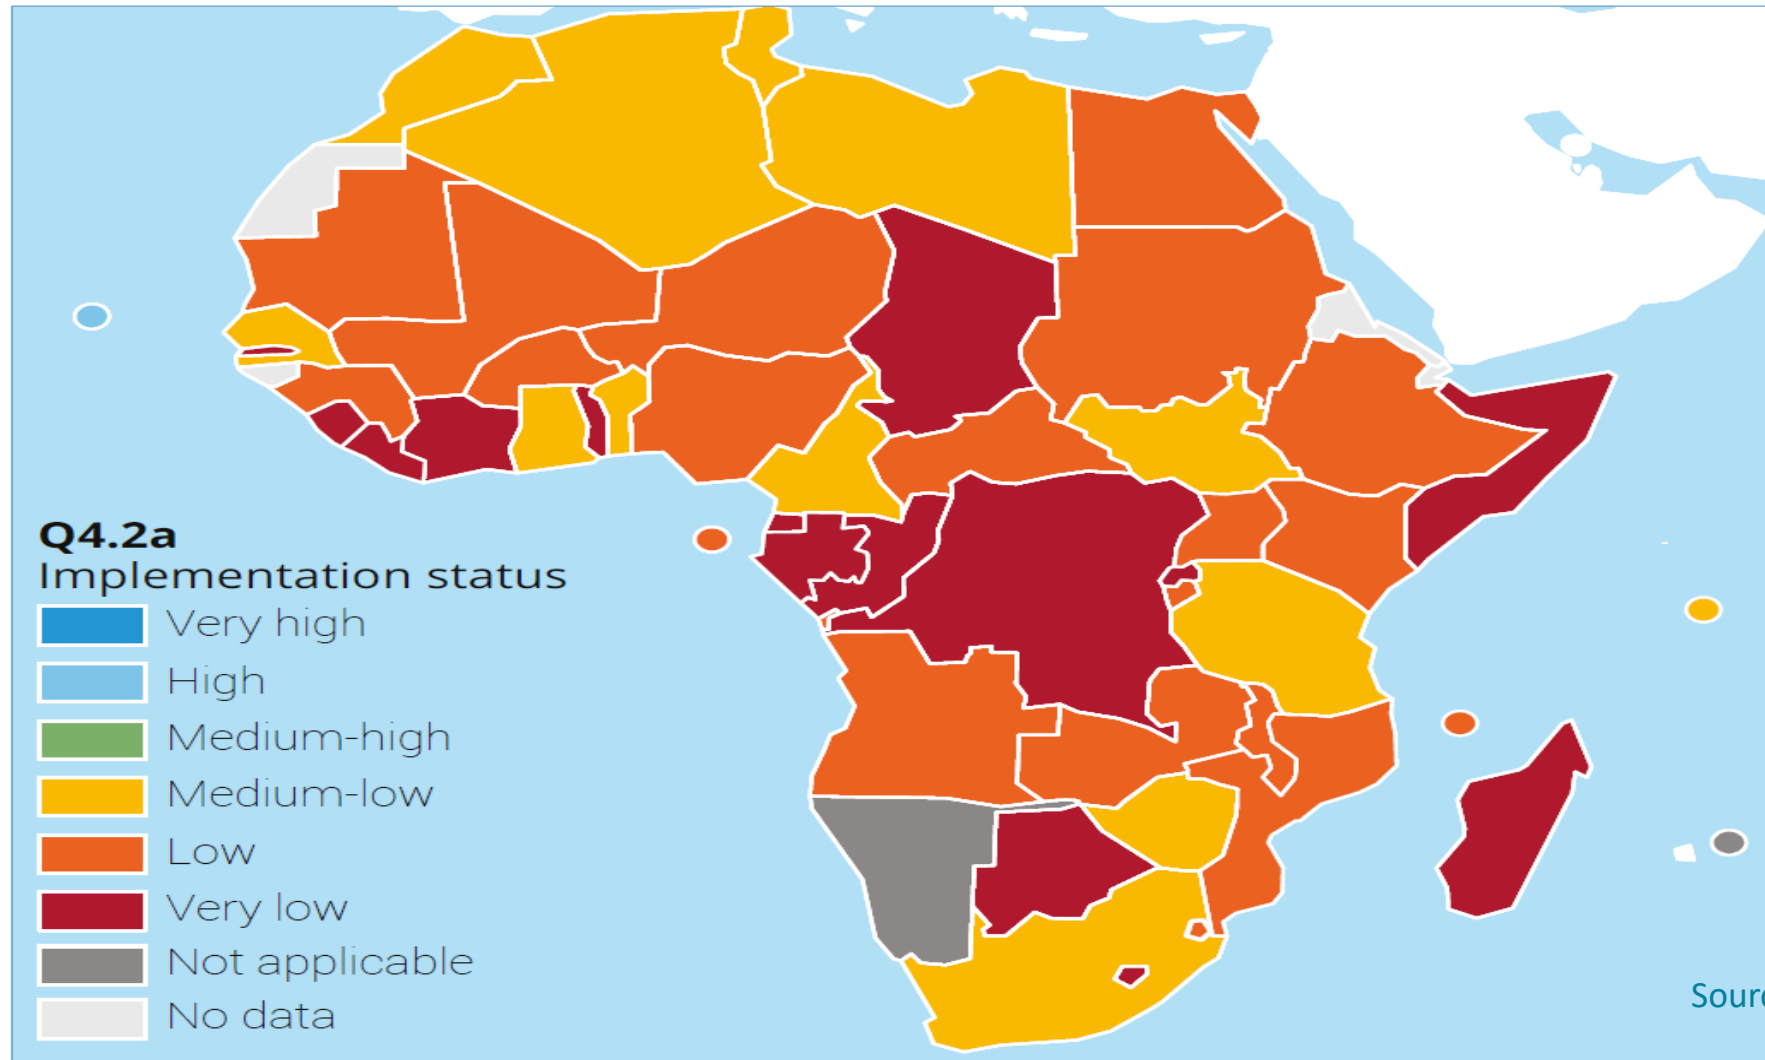 Q4.2a
Implementation status
Very high
High
Medium-high
Medium-low
Low
Very low
Not applicable
No data